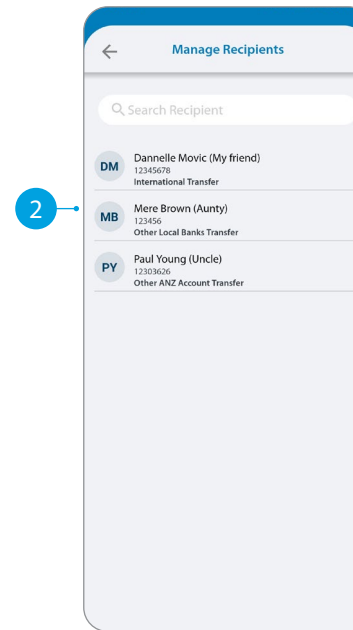 Manage Recipients
Search Recipient
DM
Dannelle Movic (My friend)
12345678
International Transfer
2
MB
Mere Brown (Aunty)
123456
Other Local Banks Transfer
PY
Paul Young (Uncle)
12303626
Other ANZ Account Transfer